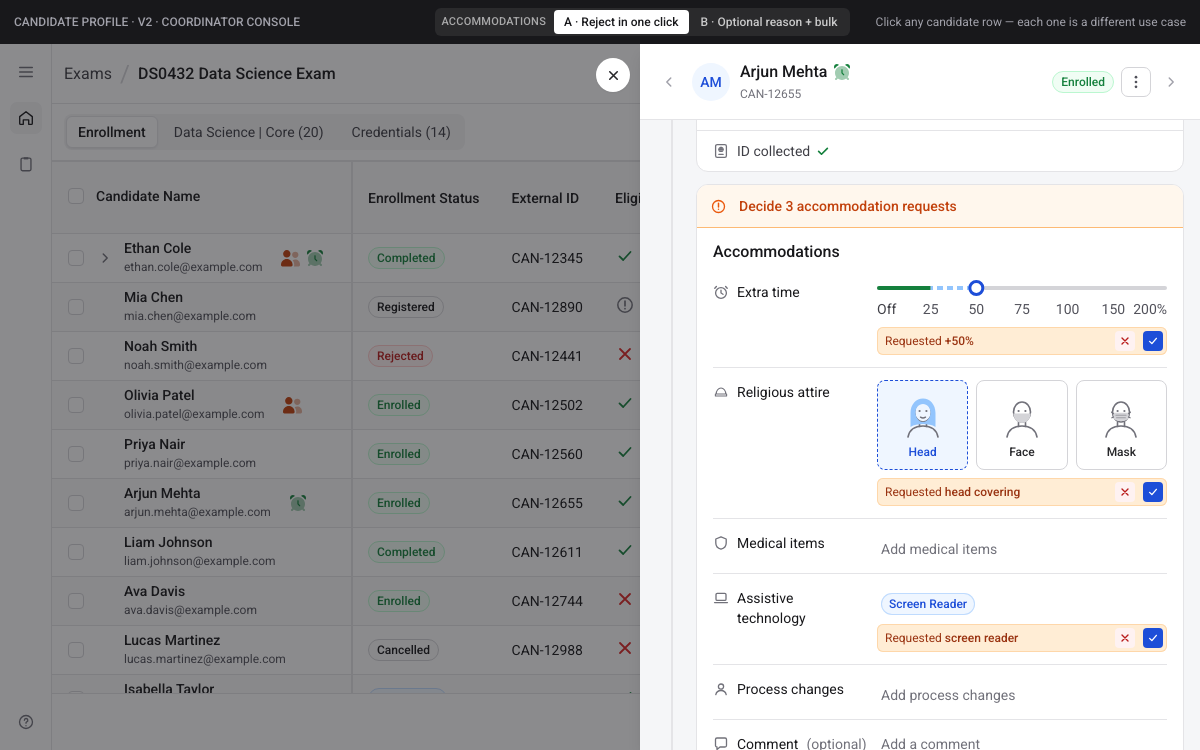 CANDIDATE PROFILE · V2 · COORDINATOR CONSOLE
ACCOMMODATIONS
A · Reject in one click
B · Optional reason + bulk
Click any candidate row — each one is a different use case
Exams / DS0432 Data Science Exam
Enrollment
Data Science | Core (20)
Credentials (14)
Candidate Name
Enrollment Status
External ID
Eligi
Ethan Cole
ethan.cole@example.com
Completed
CAN-12345
Mia Chen
mia.chen@example.com
Registered
CAN-12890
Noah Smith
noah.smith@example.com
Rejected
CAN-12441
Olivia Patel
olivia.patel@example.com
Enrolled
CAN-12502
Priya Nair
priya.nair@example.com
Enrolled
CAN-12560
Arjun Mehta
arjun.mehta@example.com
Enrolled
CAN-12655
Liam Johnson
liam.johnson@example.com
Completed
CAN-12611
Ava Davis
ava.davis@example.com
Enrolled
CAN-12744
Lucas Martinez
lucas.martinez@example.com
Cancelled
CAN-12988
Isabella Taylor
AM
Arjun Mehta
CAN-12655
Enrolled
ID collected
Decide 3 accommodation requests
Accommodations
Extra time
Off 25 50 75 100 150 200%
Requested +50%
Religious attire
Head
Face
Mask
Requested head covering
Medical items
Add medical items
Assistive
technology
Screen Reader
Requested screen reader
Process changes
Add process changes
Comment (optional)
Add a comment